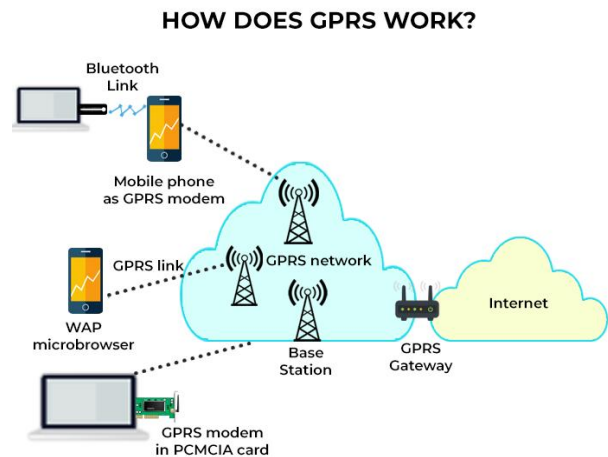 HOW DOES GPRS WORK?
Bluetooth
Link
Mobile phone
as GPRS modem
GPRS link
GPRS network
WAP
microbrowser
Base
Station
GPRS
Gateway
Internet
GPRS modem
in PCMCIA card